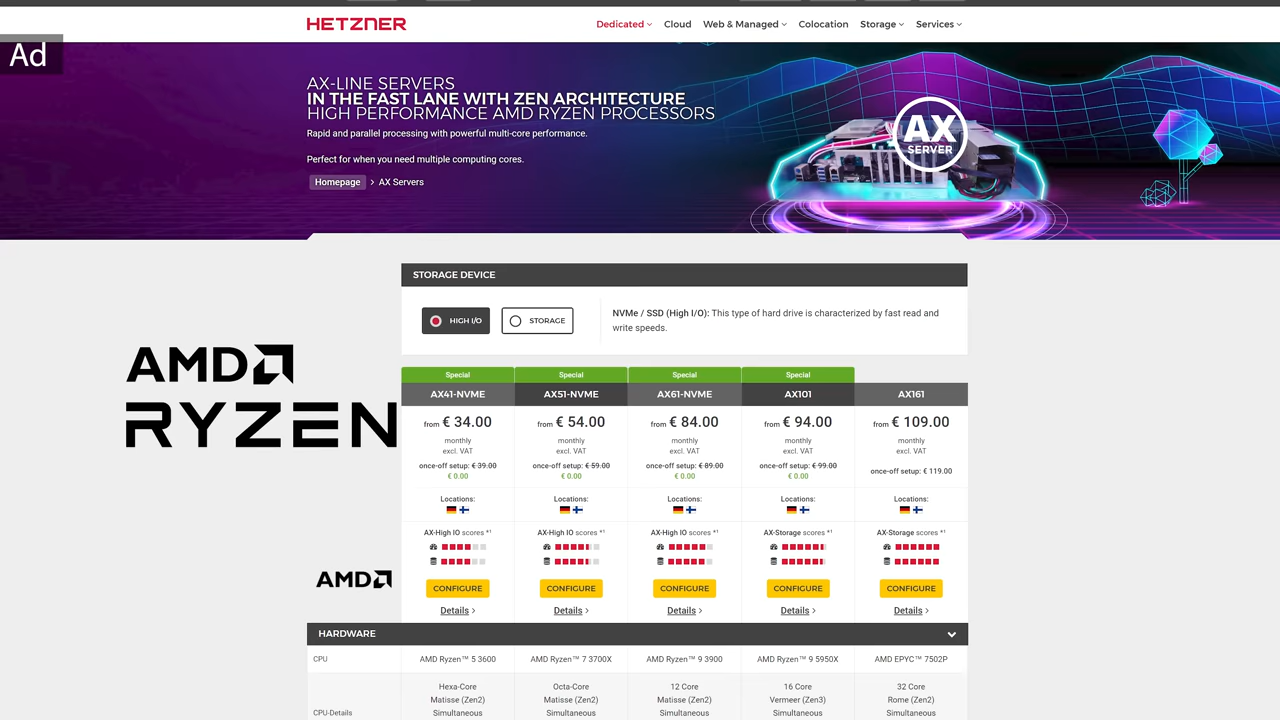 HETZNER
Dedicated Cloud Web & Managed Colocation Storage Services
Ad
AX-LINE SERVERS
IN THE FAST LANE WITH ZEN ARCHITECTURE
HIGH PERFORMANCE AMD RYZEN PROCESSORS
Rapid and parallel processing with powerful multi-core performance.
Perfect for when you need multiple computing cores.
Homepage > AX Servers
AX
SERVER
STORAGE DEVICE
HIGH I/O STORAGE
NVMe / SSD (High I/O): This type of hard drive is characterized by fast read and
write speeds.
AMD
RYZEN
Special Special Special Special
AX41-NVME AX51-NVME AX61-NVME AX101 AX161
from € 34.00 from € 54.00 from € 84.00 from € 94.00 from € 109.00
monthly monthly monthly monthly monthly
excl. VAT excl. VAT excl. VAT excl. VAT excl. VAT
once-off setup: € 39.00 once-off setup: € 59.00 once-off setup: € 89.00 once-off setup: € 99.00 once-off setup: € 119.00
€ 0.00 € 0.00 € 0.00 € 0.00
Locations: Locations: Locations: Locations: Locations:
AX-High IO scores *¹ AX-High IO scores *¹ AX-High IO scores *¹ AX-Storage scores *¹ AX-Storage scores *¹
AMD
CONFIGURE CONFIGURE CONFIGURE CONFIGURE CONFIGURE
Details > Details > Details > Details > Details >
HARDWARE
CPU AMD Ryzen™ 5 3600 AMD Ryzen™ 7 3700X AMD Ryzen™ 9 3900 AMD Ryzen™ 9 5950X AMD EPYC™ 7502P
Hexa-Core Octa-Core 12 Core 16 Core 32 Core
Matisse (Zen2) Matisse (Zen2) Matisse (Zen2) Vermeer (Zen3) Rome (Zen2)
CPU-Details Simultaneous Simultaneous Simultaneous Simultaneous Simultaneous